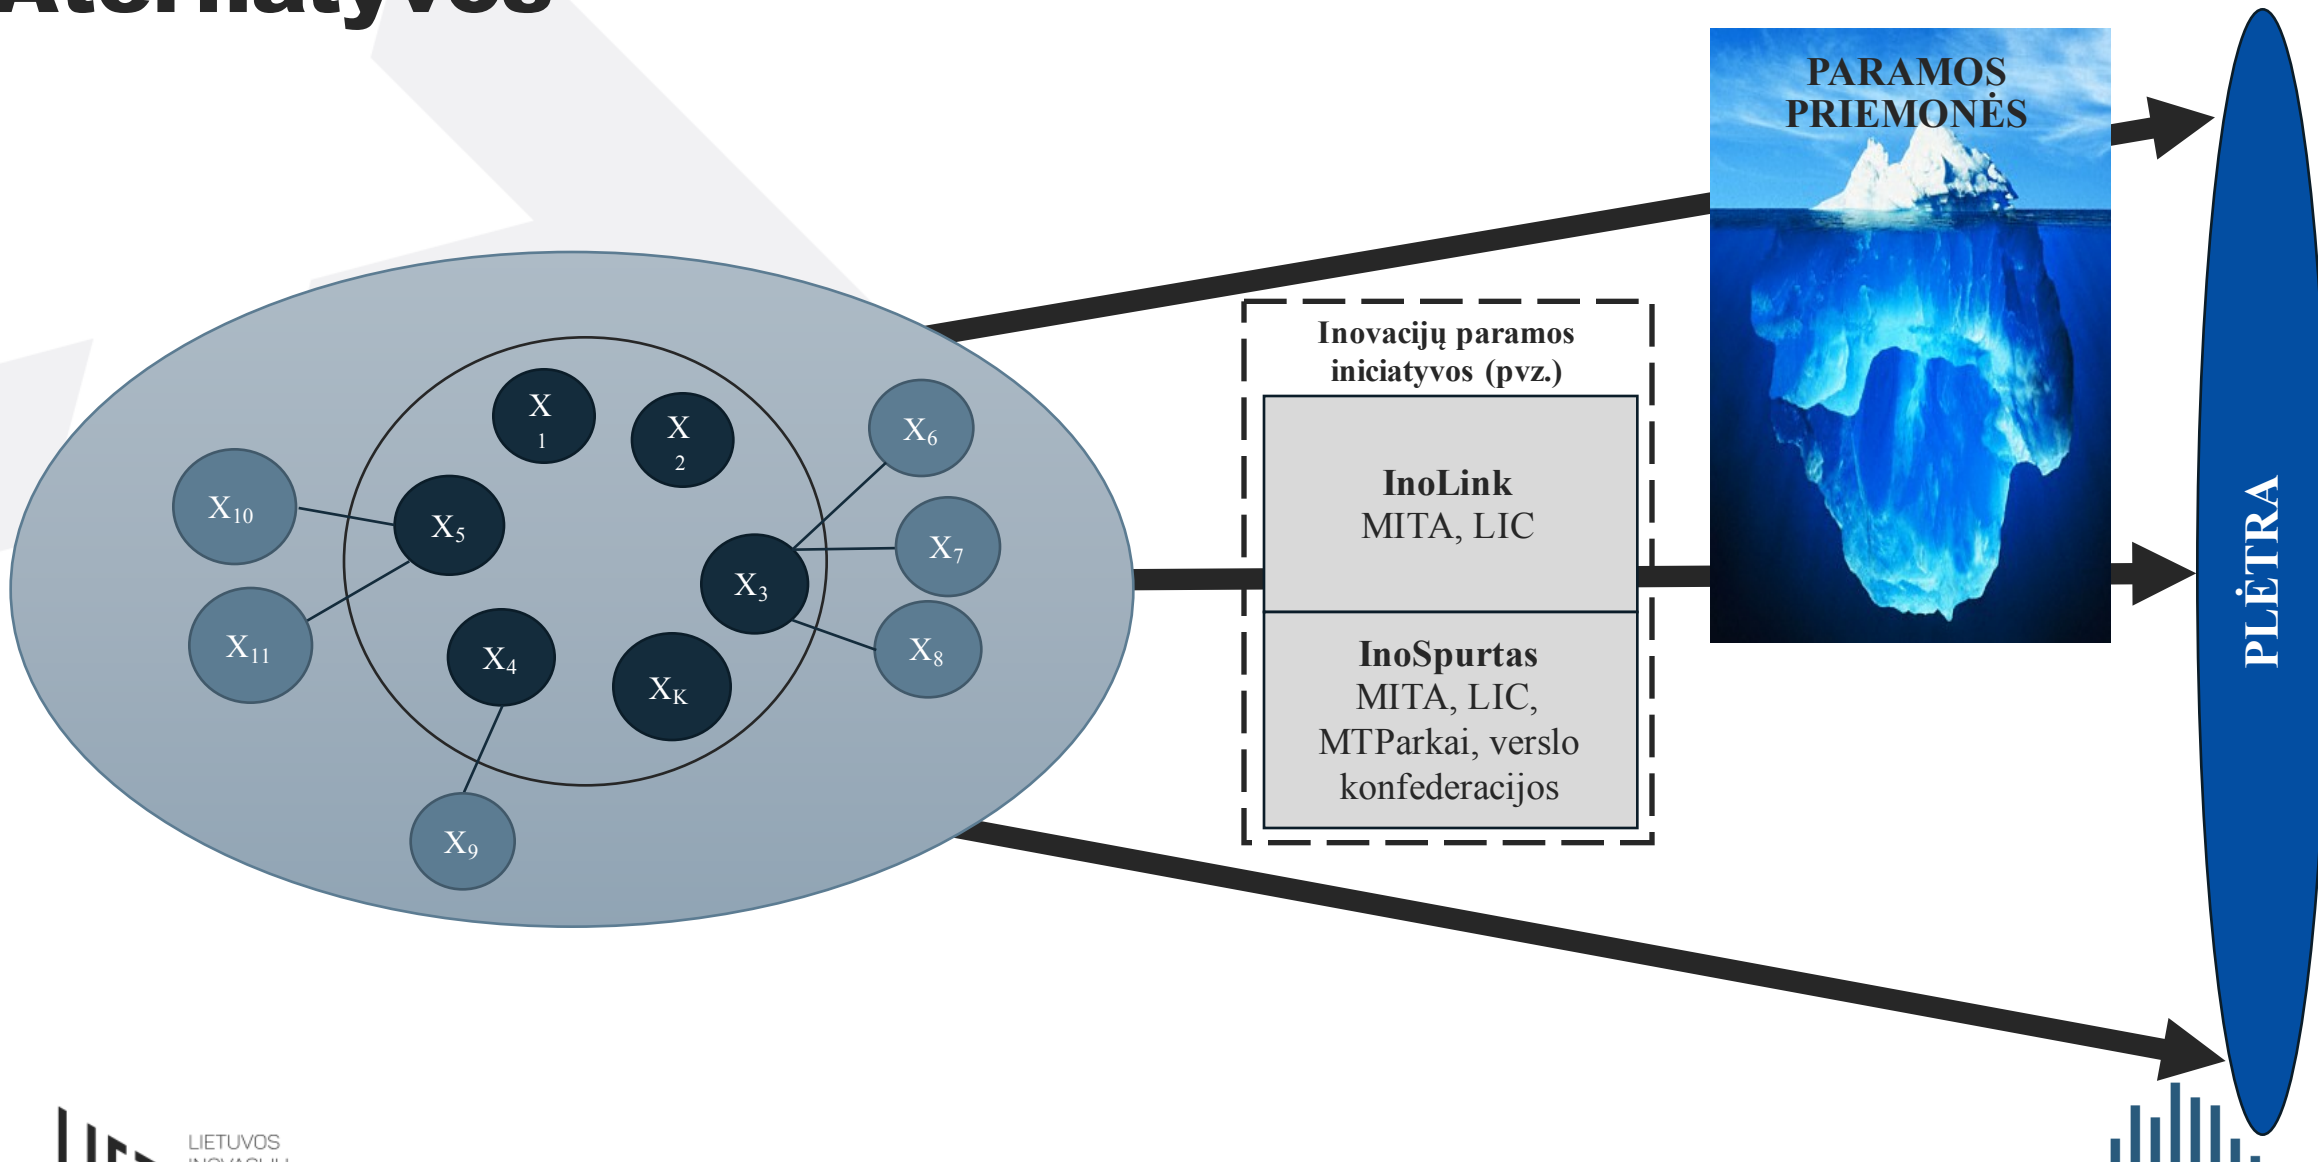 Aternatyvos
PARAMOS
PRIEMONĖS
Inovacijų paramos
iniciatyvos (pvz.)
X
1
X
2
X6
X10
X5
X7
X3
X11
X4
X8
XK
X9
InoLink
MITA, LIC
InoSpurtas
MITA, LIC,
MTParkai, verslo
konfederacijos
PLĖTRA
LIETUVOS